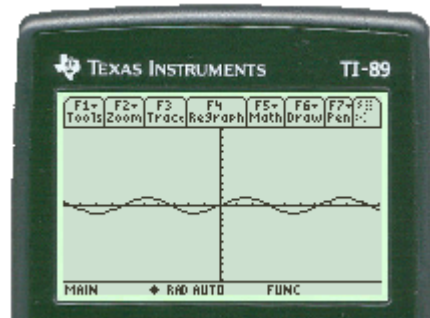 TEXAS INSTRUMENTS TI-89
F1 F2 F3 F4 F5 F6 F7
Tools Zoom Trace Regraph Math Draw Pen
MAIN RAD AUTO FUNC